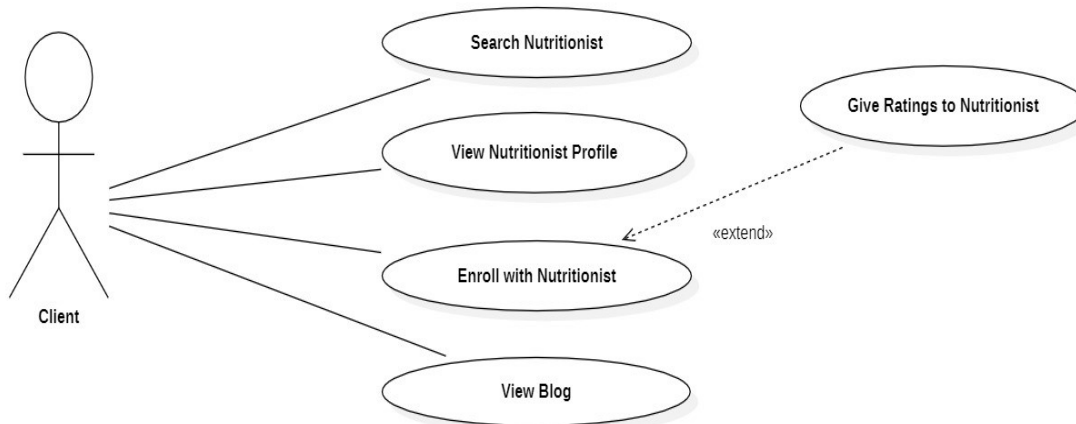 Search Nutritionist
Give Ratings to Nutritionist
View Nutritionist Profile
«extend»
Enroll with Nutritionist
Client
View Blog